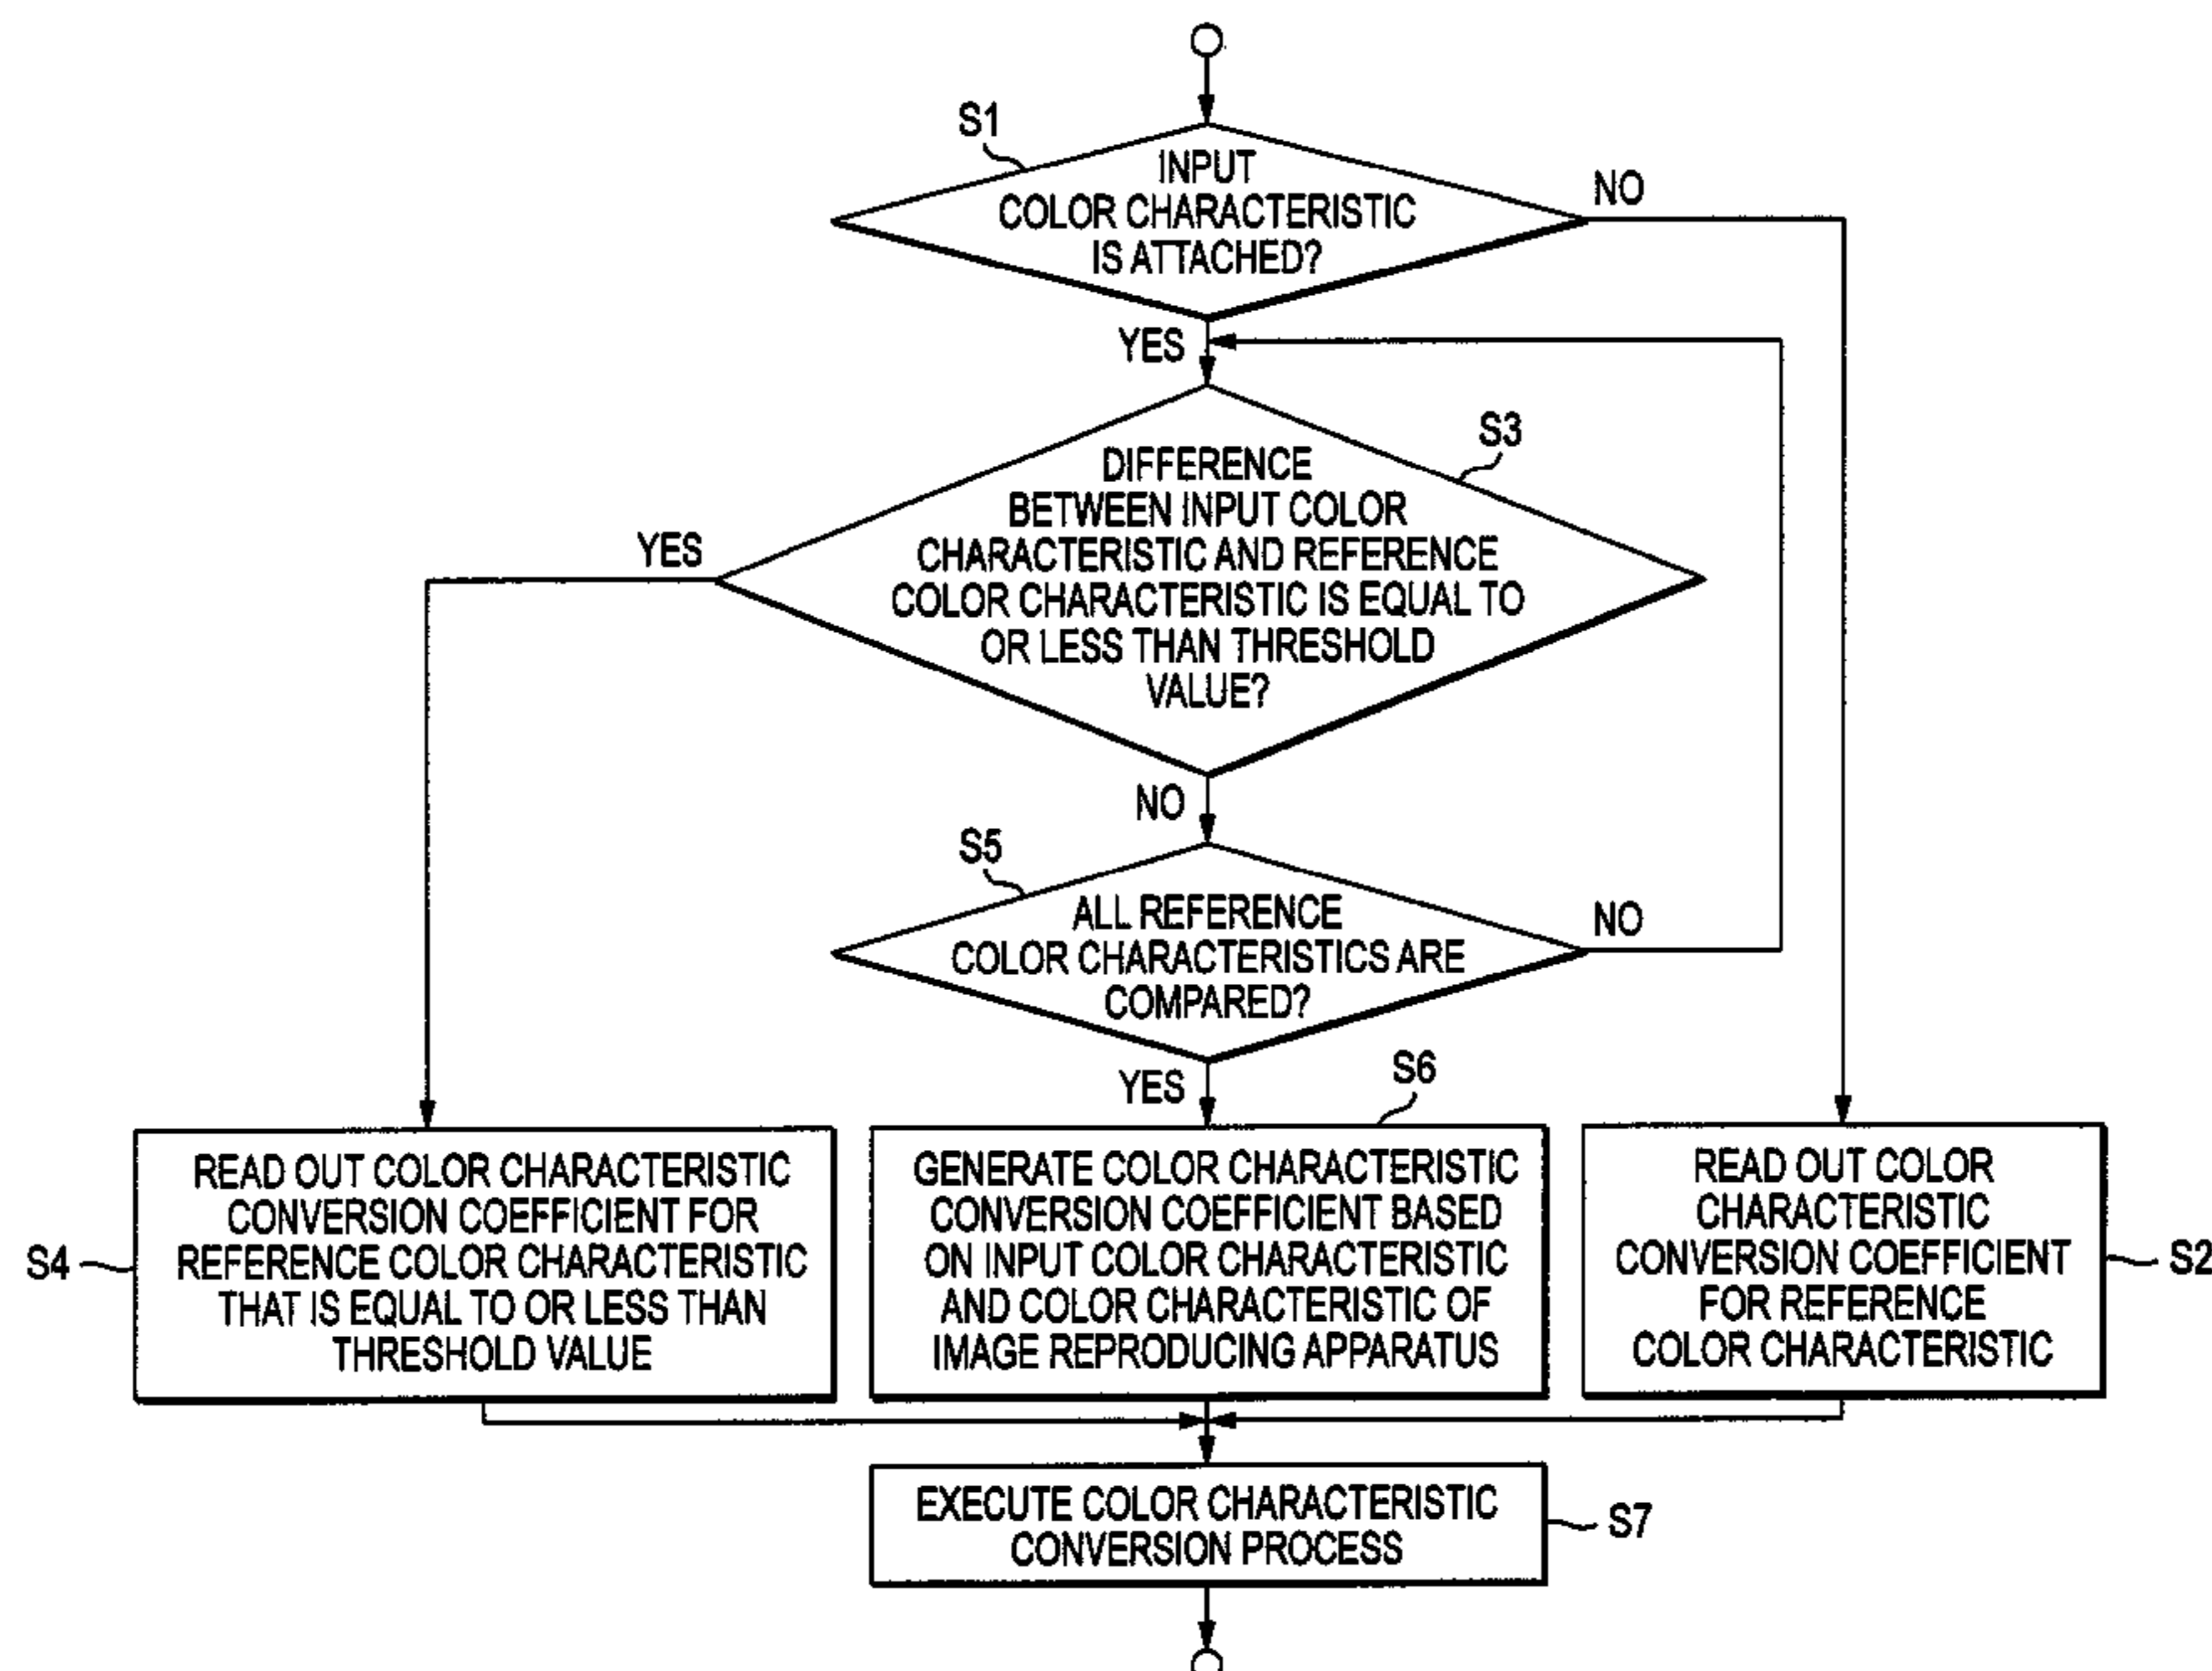 S1
INPUT
COLOR CHARACTERISTIC
IS ATTACHED?
NO
YES
S3
DIFFERENCE
BETWEEN INPUT COLOR
CHARACTERISTIC AND REFERENCE
COLOR CHARACTERISTIC IS EQUAL TO
OR LESS THAN THRESHOLD
VALUE?
YES
NO
S5
ALL REFERENCE
COLOR CHARACTERISTICS ARE
COMPARED?
NO
YES
S4
READ OUT COLOR CHARACTERISTIC
CONVERSION COEFFICIENT FOR
REFERENCE COLOR CHARACTERISTIC
THAT IS EQUAL TO OR LESS THAN
THRESHOLD VALUE
S6
GENERATE COLOR CHARACTERISTIC
CONVERSION COEFFICIENT BASED
ON INPUT COLOR CHARACTERISTIC
AND COLOR CHARACTERISTIC OF
IMAGE REPRODUCING APPARATUS
READ OUT COLOR
CHARACTERISTIC
CONVERSION COEFFICIENT
FOR REFERENCE
COLOR CHARACTERISTIC
S2
EXECUTE COLOR CHARACTERISTIC
CONVERSION PROCESS
S7